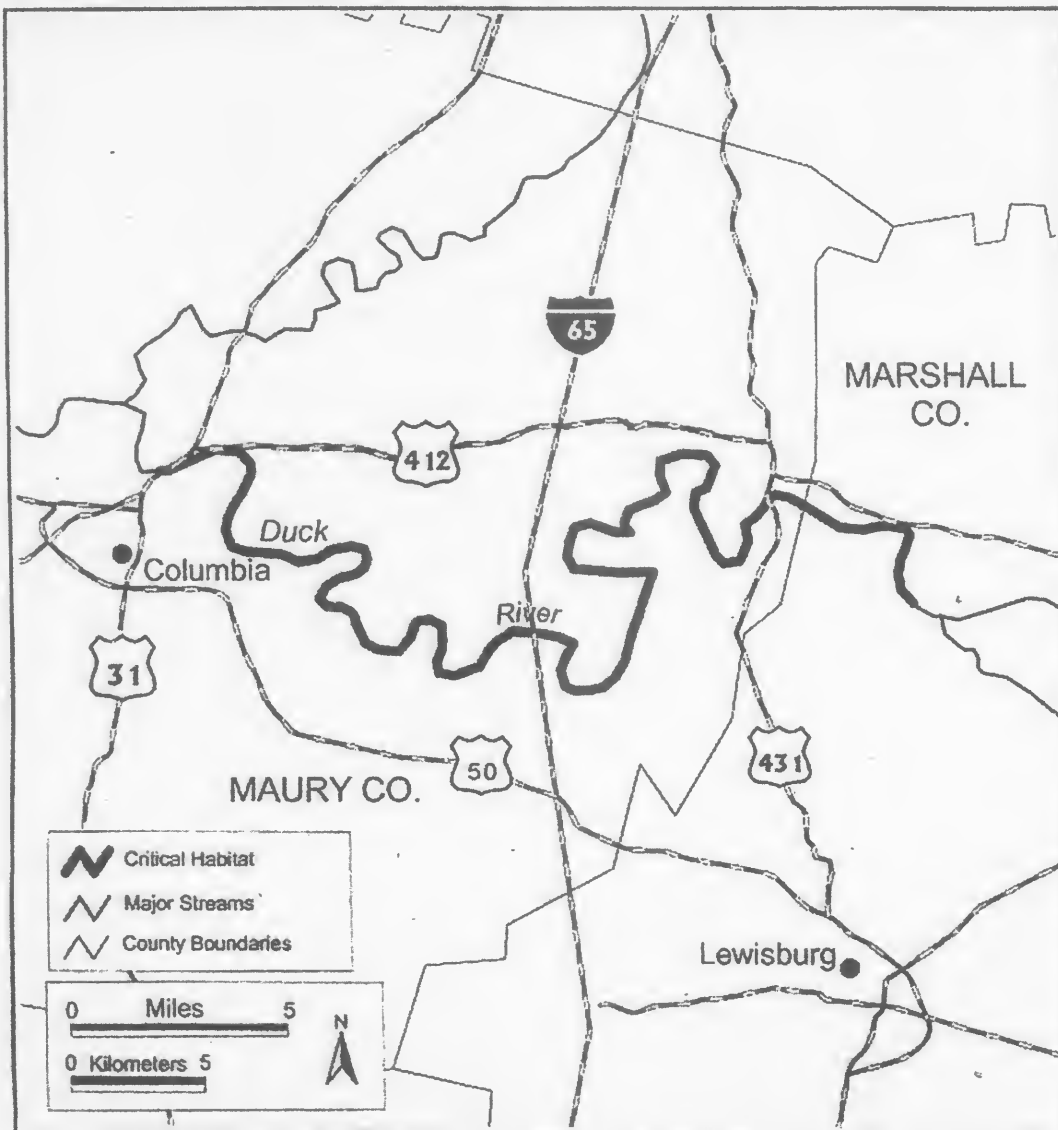 65
MARSHALL
CO.
412
Duck
Columbia
River
31
50
431
MAURY CO.
Critical Habitat
Major Streams
County Boundaries
Lewisburg
0 Miles 5
N
0 Kilometers 5